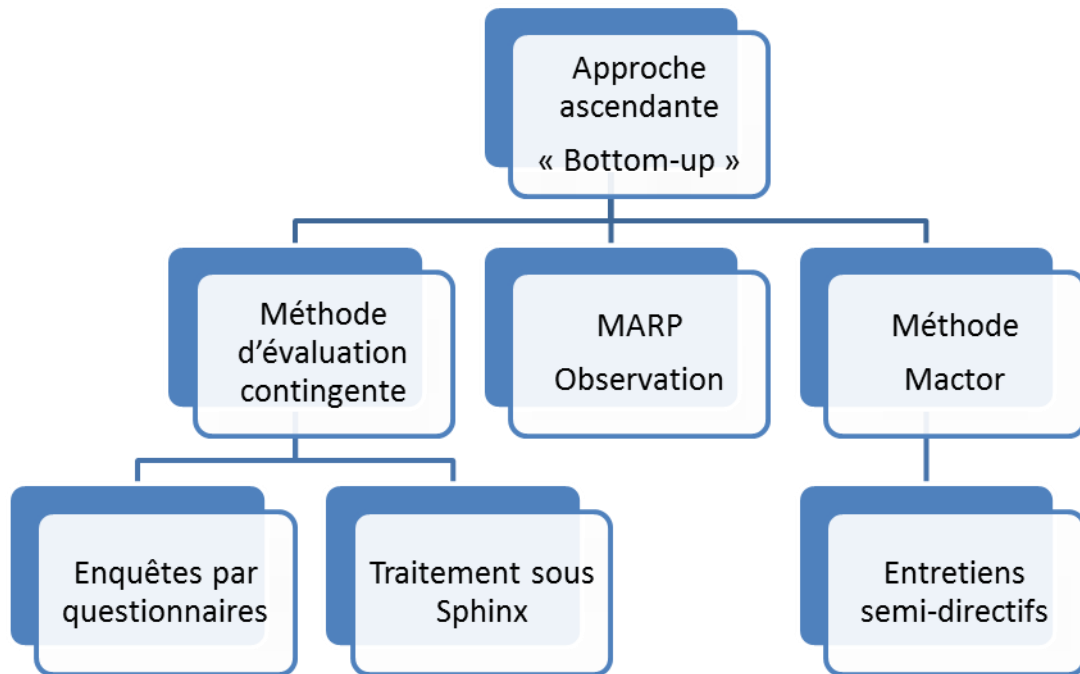 Approche
ascendante
« Bottom-up »
Méthode
d'évaluation
contingente
MARP
Observation
Méthode
Mactor
Enquêtes par
questionnaires
Traitement sous
Sphinx
Entretiens
semi-directifs